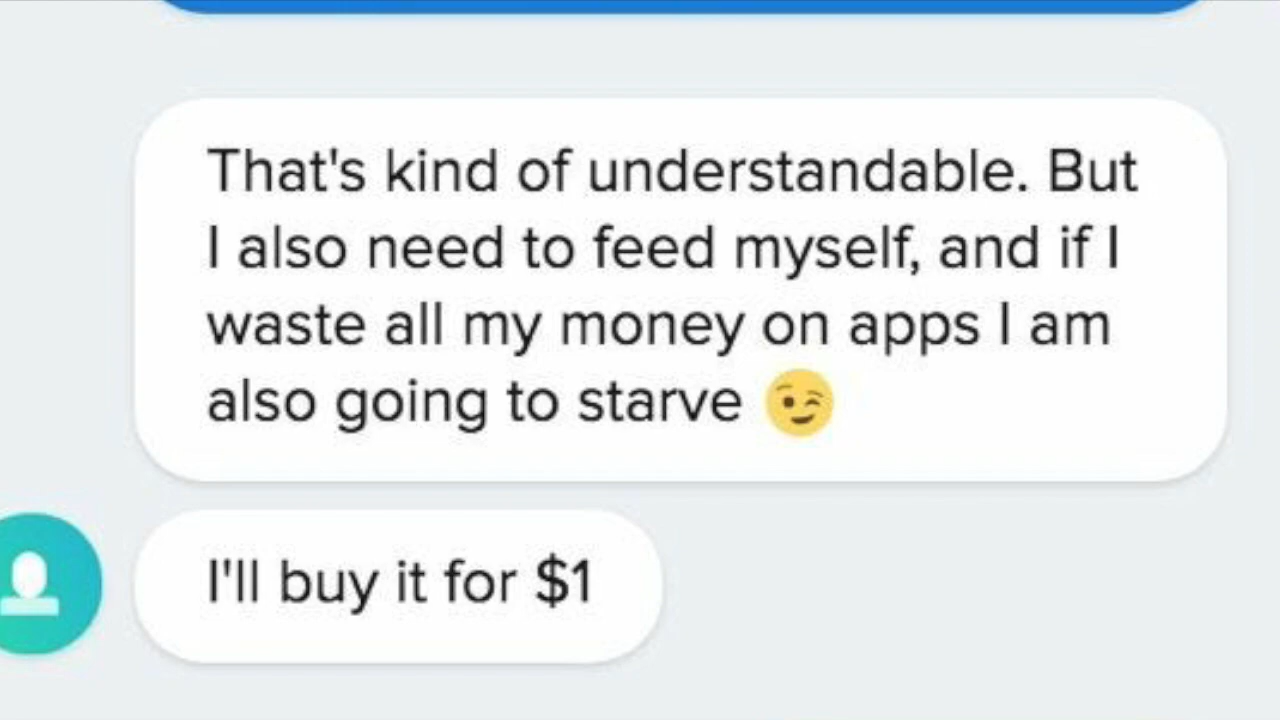 That's kind of understandable. But
I also need to feed myself, and if I
waste all my money on apps I am
also going to starve 😉
I'll buy it for $1